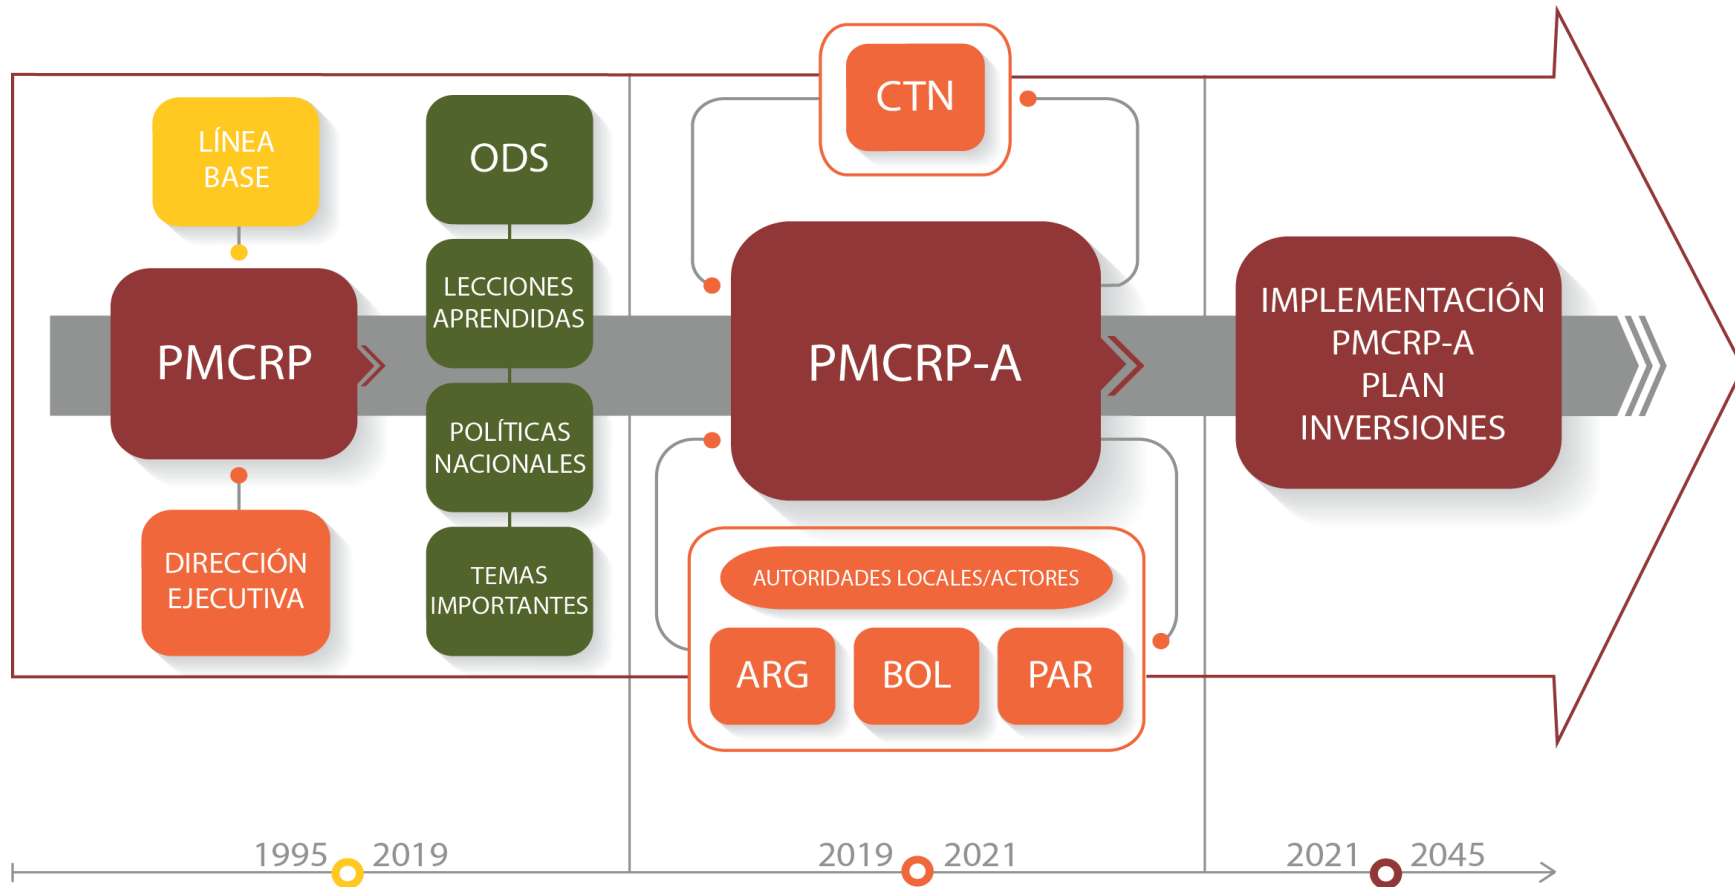 LÍNEA
BASE
PMCRP
DIRECCIÓN
EJECUTIVA
ODS
LECCIONES
APRENDIDAS
POLÍTICAS
NACIONALES
TEMAS
IMPORTANTES
CTN
PMCRP-A
AUTORIDADES LOCALES/ACTORES
ARG
BOL
PAR
IMPLEMENTACIÓN
PMCRP-A
PLAN
INVERSIONES
1995 2019
2019 2021
2021 2045